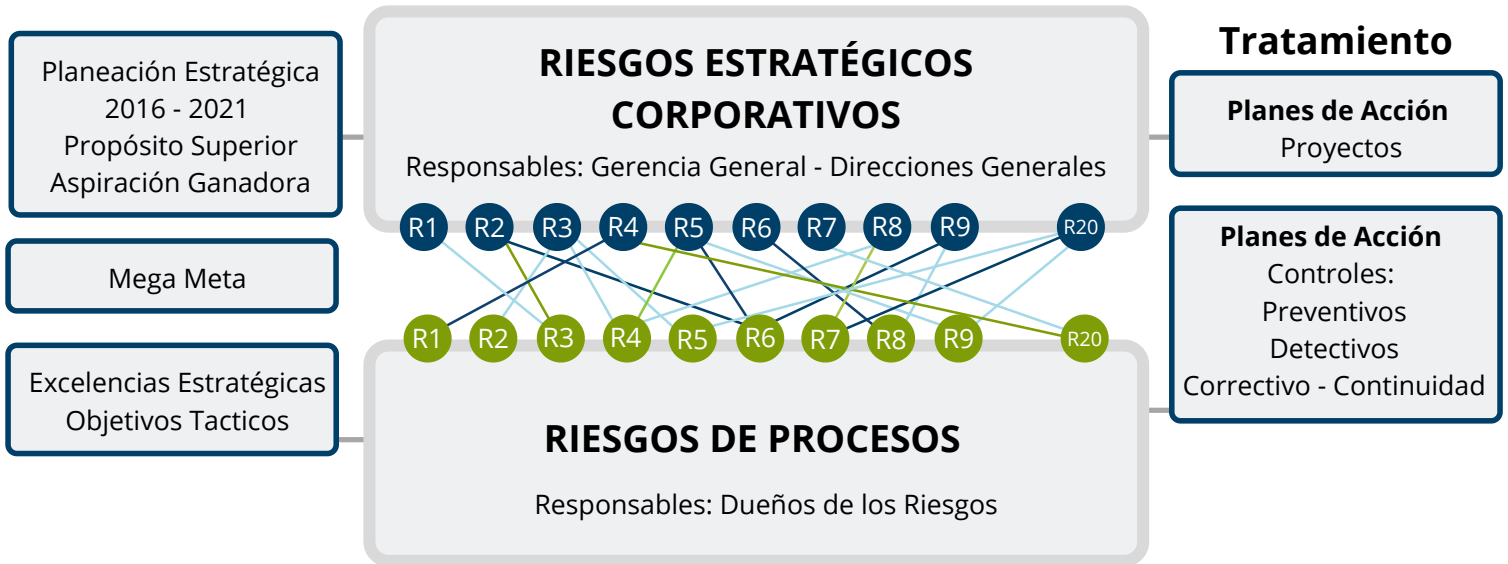 Planeación Estratégica
2016 - 2021
Propósito Superior
Aspiración Ganadora
Mega Meta
Excelencias Estratégicas
Objetivos Tacticos
RIESGOS ESTRATÉGICOS
CORPORATIVOS
Responsables: Gerencia General - Direcciones Generales
R1 R2 R3 R4 R5 R6 R7 R8 R9 R20
R1 R2 R3 R4 R5 R6 R7 R8 R9 R20
RIESGOS DE PROCESOS
Responsables: Dueños de los Riesgos
Tratamiento
Planes de Acción
Proyectos
Planes de Acción
Controles:
Preventivos
Detectivos
Correctivo - Continuidad